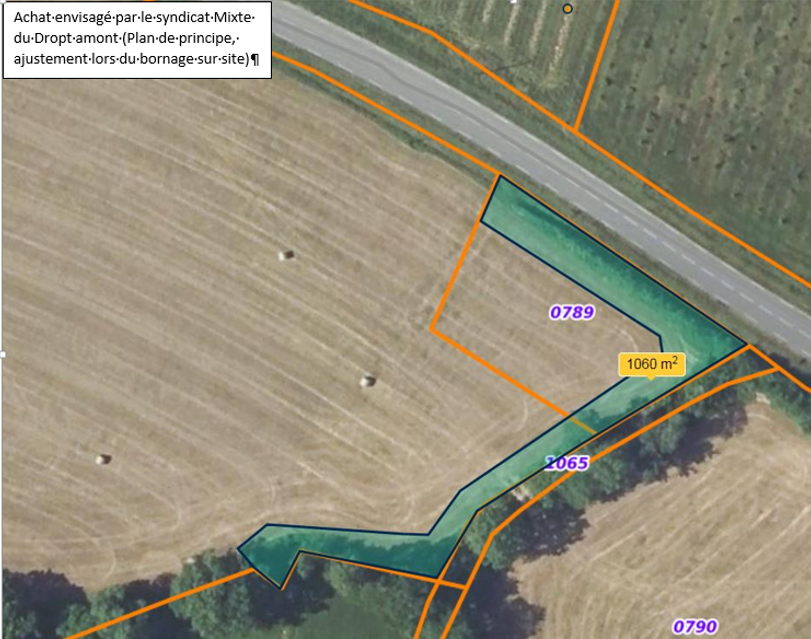 Achat·envisagé·par·le·syndicat·Mixte·
du·Dropt·amont·(Plan·de·principe,·
ajustement·lors·du·bornage·sur·site)¶
0789
1060 m²
1065
0790